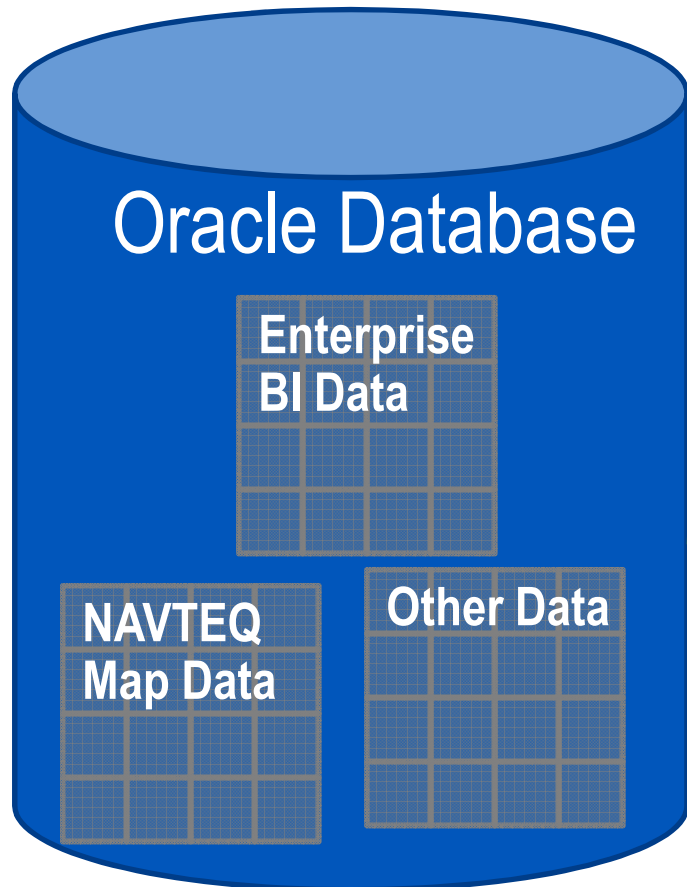 Oracle Database
Enterprise
BI Data
NAVTEQ
Map Data
Other Data